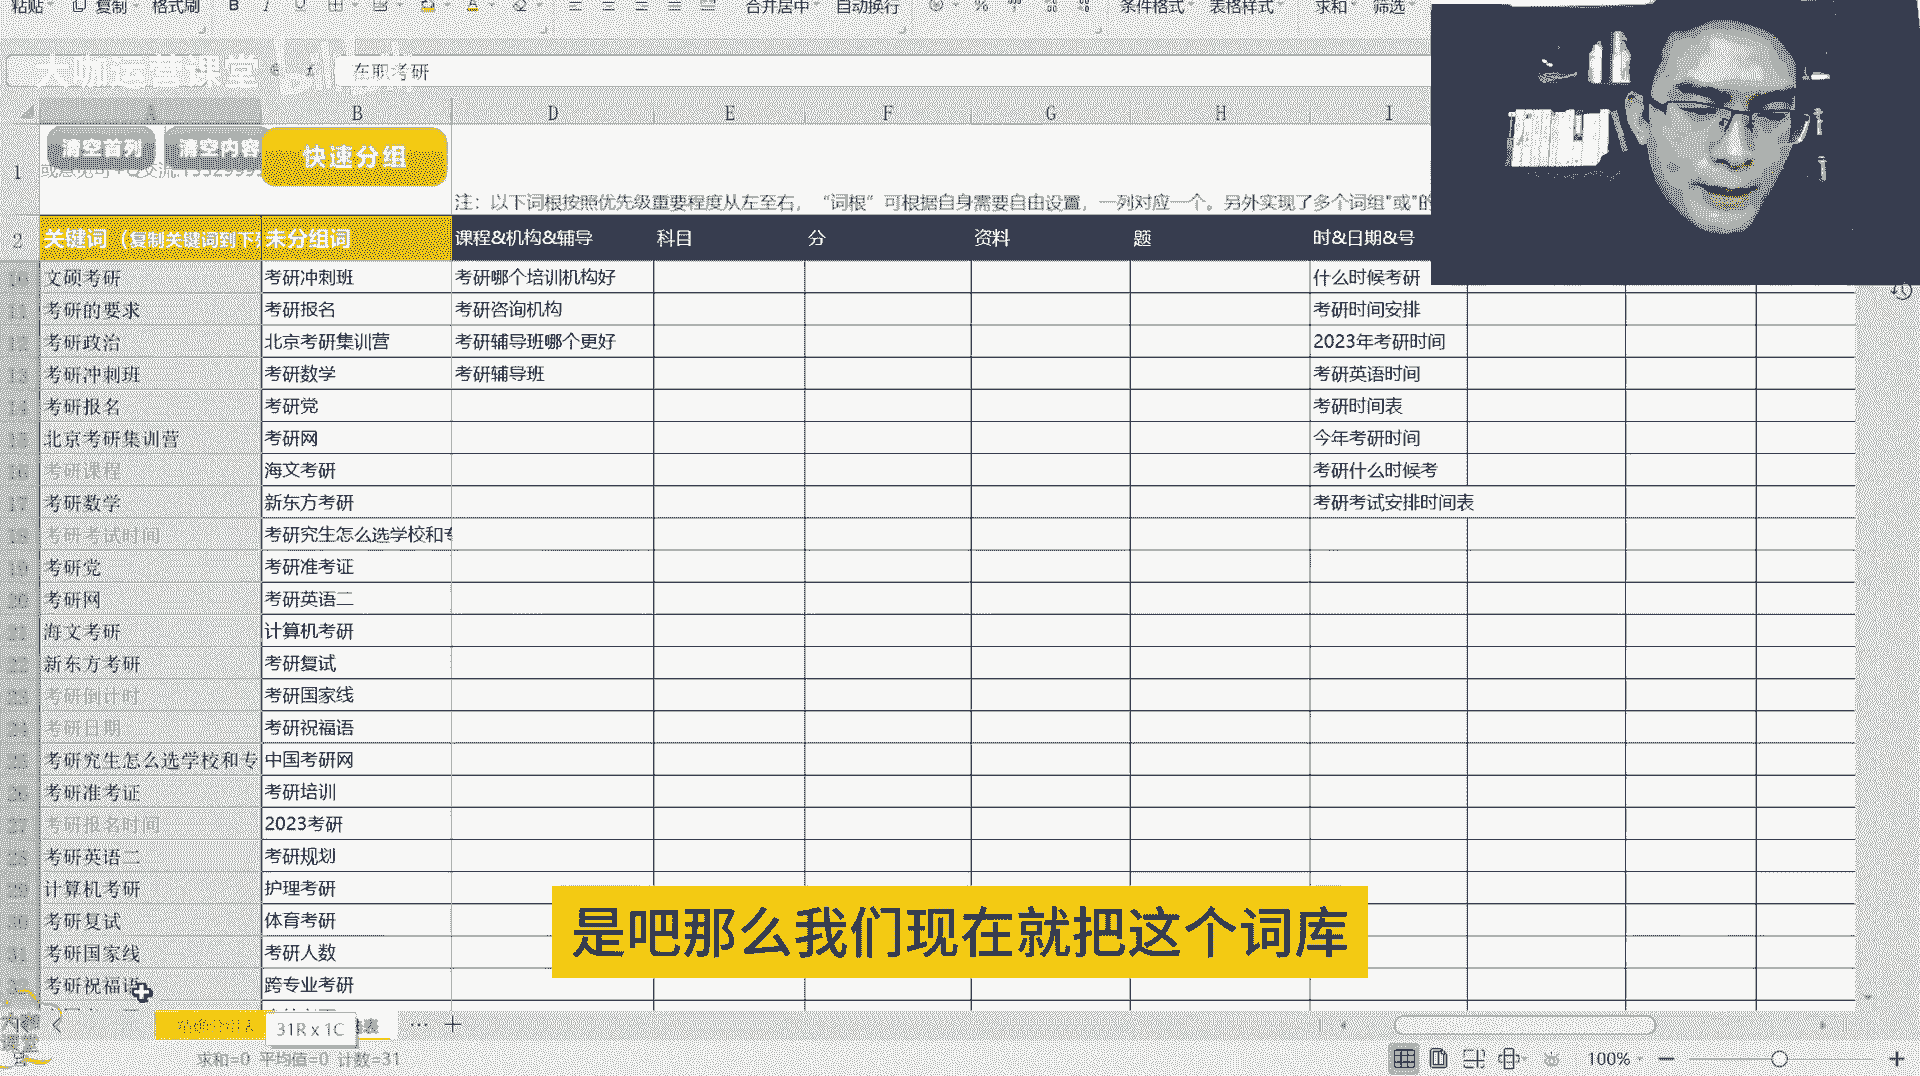 粘贴 复制 格式刷 B I U 合并居中 自动换行 % 条件格式 表格样式 求和 筛选
大咖运营课堂 bilibili
在职考研
A B D E F G H I
清空首列 清空内容 快速分组
1
注：以下词根按照优先级重要程度从左至右，“词根”可根据自身需要自由设置，一列对应一个。另外实现了多个词组"或"的
2 关键词（复制关键词到下 未分组词 课程&机构&辅导 科目 分 资料 题 时&日期&号
10 文硕考研 考研冲刺班 考研哪个培训机构好 什么时候考研
11 考研的要求 考研报名 考研咨询机构 考研时间安排
12 考研政治 北京考研集训营 考研辅导班哪个更好 2023年考研时间
13 考研冲刺班 考研数学 考研辅导班 考研英语时间
14 考研报名 考研党 考研时间表
15 北京考研集训营 考研网 今年考研时间
16 考研课程 海文考研 考研什么时候考
17 考研数学 新东方考研 考研考试安排时间表
18 考研考试时间 考研究生怎么选学校和专
19 考研党 考研准考证
20 考研网 考研英语二
21 海文考研 计算机考研
22 新东方考研 考研复试
23 考研倒计时 考研国家线
24 考研日期 考研祝福语
25 考研究生怎么选学校和专 中国考研网
26 考研准考证 考研培训
27 考研报名时间 2023考研
28 考研英语二 考研规划
29 计算机考研 护理考研
30 考研复试 体育考研
31 考研国家线 考研人数
考研祝福语 跨专业考研
是吧那么我们现在就把这个词库
31R x 1C 表 ··· +
求和=0 平均值=0 计数=31 100% − +